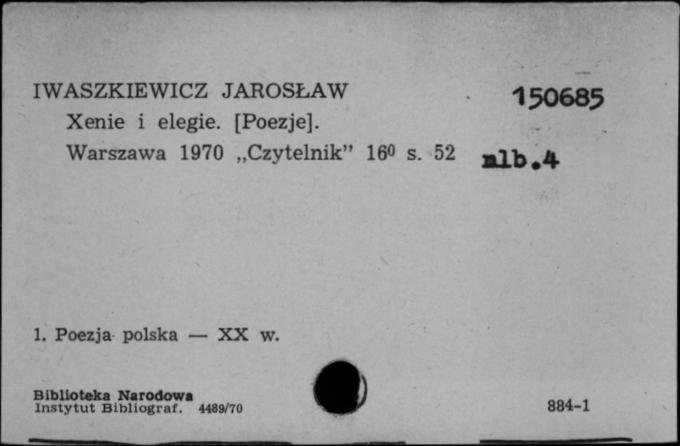 IWASZKIEWICZ JAROSŁAW 150685
Xenie i elegie. [Poezje].
Warszawa 1970 „Czytelnik” 16⁰ s. 52 nlb.4
1. Poezja polska — XX w.
Biblioteka Narodowa
Instytut Bibliograf. 4489/70 884-1